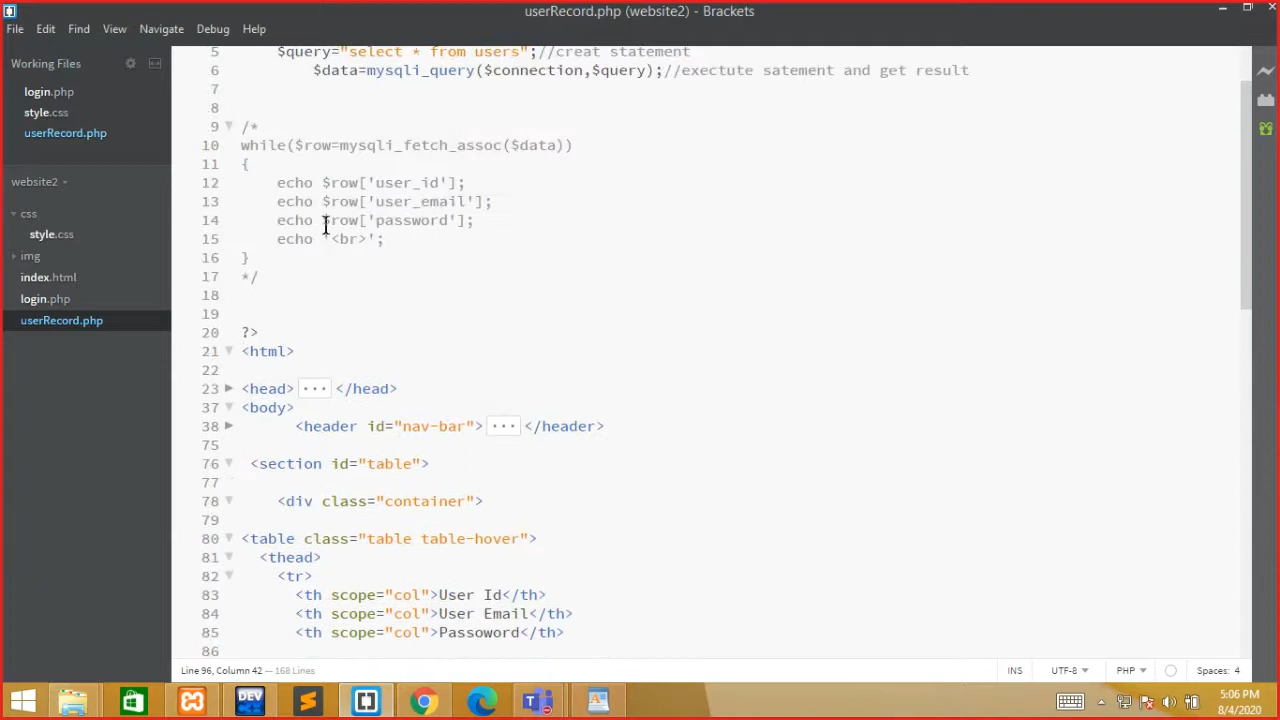 userRecord.php (website2) - Brackets
File Edit Find View Navigate Debug Help
Working Files
login.php
style.css
userRecord.php
website2
css
style.css
img
index.html
login.php
userRecord.php
5 $query="select * from users";//creat statement
6 $data=mysqli_query($connection,$query);//exectute satement and get result
7
8
9 /*
10 while($row=mysqli_fetch_assoc($data))
11 {
12 echo $row['user_id'];
13 echo $row['user_email'];
14 echo $row['password'];
15 echo '<br>';
16 }
17 */
18
19
20 ?>
21 <html>
22
23 <head> ··· </head>
37 <body>
38 <header id="nav-bar"> ··· </header>
75
76 <section id="table">
77
78 <div class="container">
79
80 <table class="table table-hover">
81 <thead>
82 <tr>
83 <th scope="col">User Id</th>
84 <th scope="col">User Email</th>
85 <th scope="col">Passoword</th>
86
Line 96, Column 42 — 168 Lines
INS UTF-8 PHP Spaces: 4
DEV
5:06 PM
8/4/2020